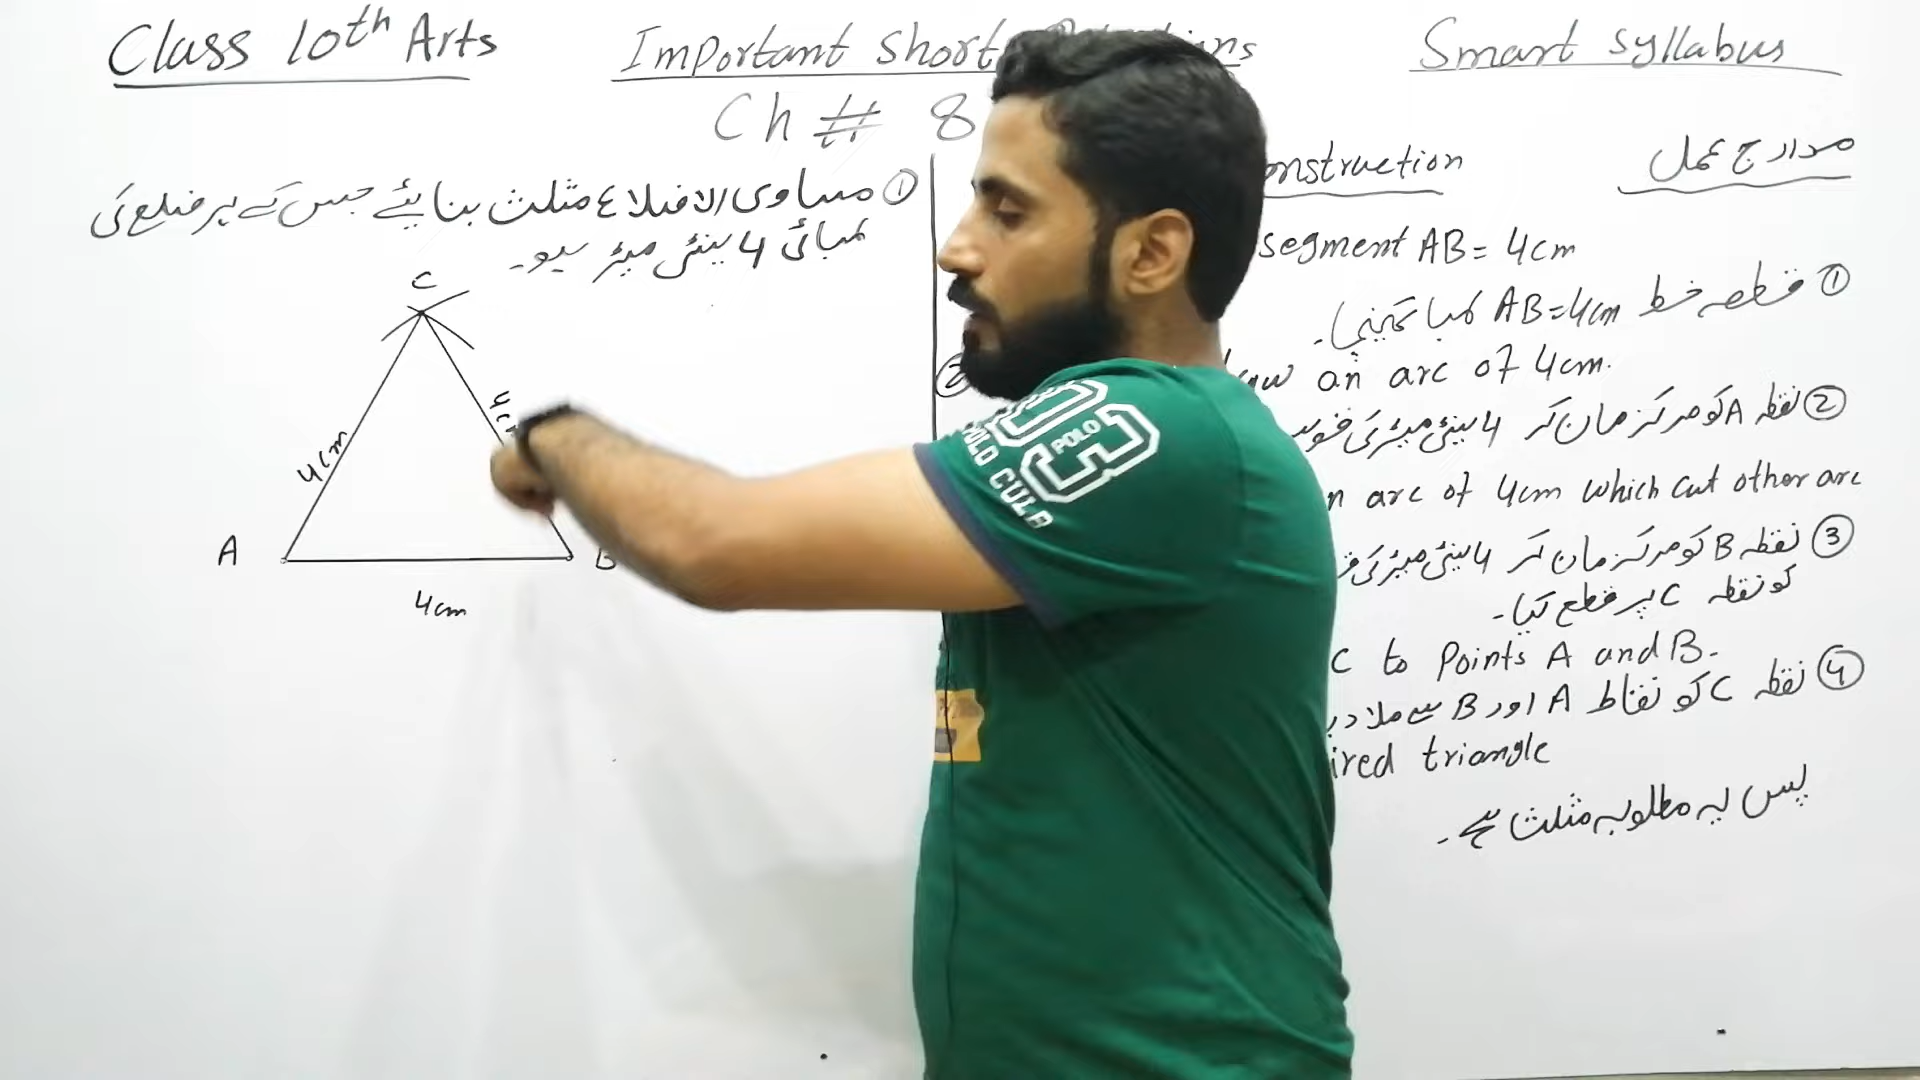 Class 10th Arts
Important Short
Smart Syllabus
Ch # 8
① مساوی الاضلاع مثلث بنایئے جس کے ہر ضلع کی
لمبائی 4 سینٹی میٹر ہو۔
C
4cm
A
B
4cm
مدارج عمل
segment AB = 4cm
① قطعہ خط AB=4cm لمبا کھینچا۔
②
an arc of 4cm.
② نقطہ A کو مرکز مان کر 4 سینٹی میٹر کی
arc of 4cm which cut other arc
③ نقطہ B کو مرکز مان کر 4 سینٹی میٹر کی
کو نقطہ C پر قطع کیا۔
C to Points A and B.
④ نقطہ C کو نقاط A اور B سے ملا
triangle
پس یہ مطلوبہ مثلث ہے۔
POLO